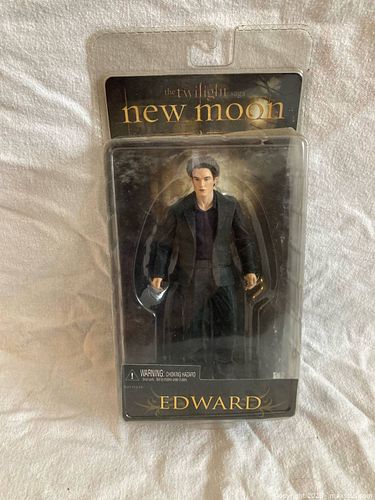 the twilight saga
new moon
WARNING: CHOKING HAZARD
EDWARD